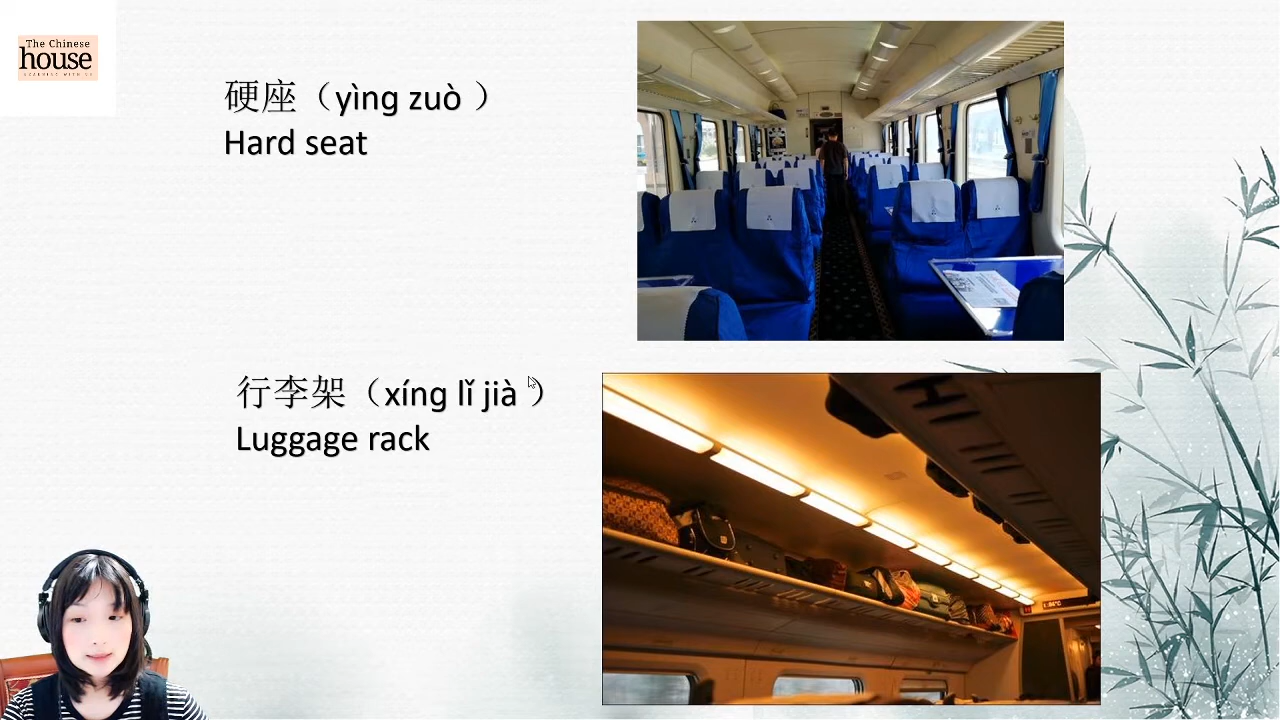 The Chinese
house
硬座（yìng zuò ）
Hard seat
行李架（xíng lǐ jià ）
Luggage rack